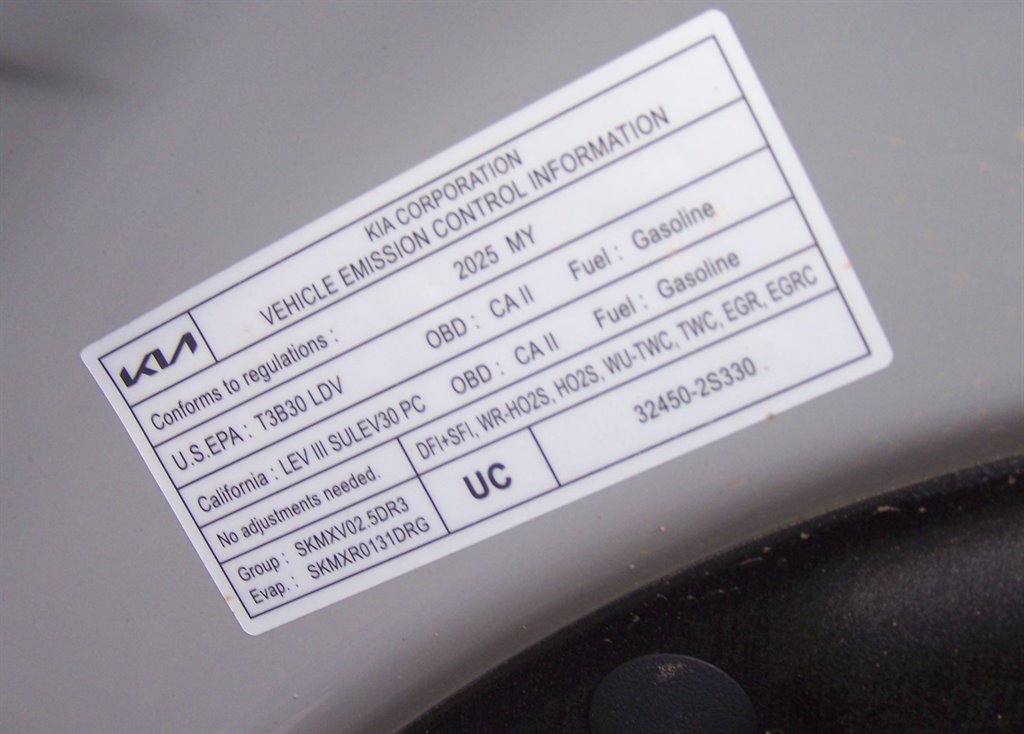 KIA
KIA CORPORATION
VEHICLE EMISSION CONTROL INFORMATION
Conforms to regulations : 2025 MY
U.S.EPA : T3B30 LDV OBD : CA II Fuel : Gasoline
California : LEV III SULEV30 PC OBD : CA II Fuel : Gasoline
No adjustments needed. DFI+SFI, WR-HO2S, HO2S, WU-TWC, TWC, EGR, EGRC
Group : SKMXV02.5DR3
Evap. : SKMXR0131DRG
UC
32450-2S330